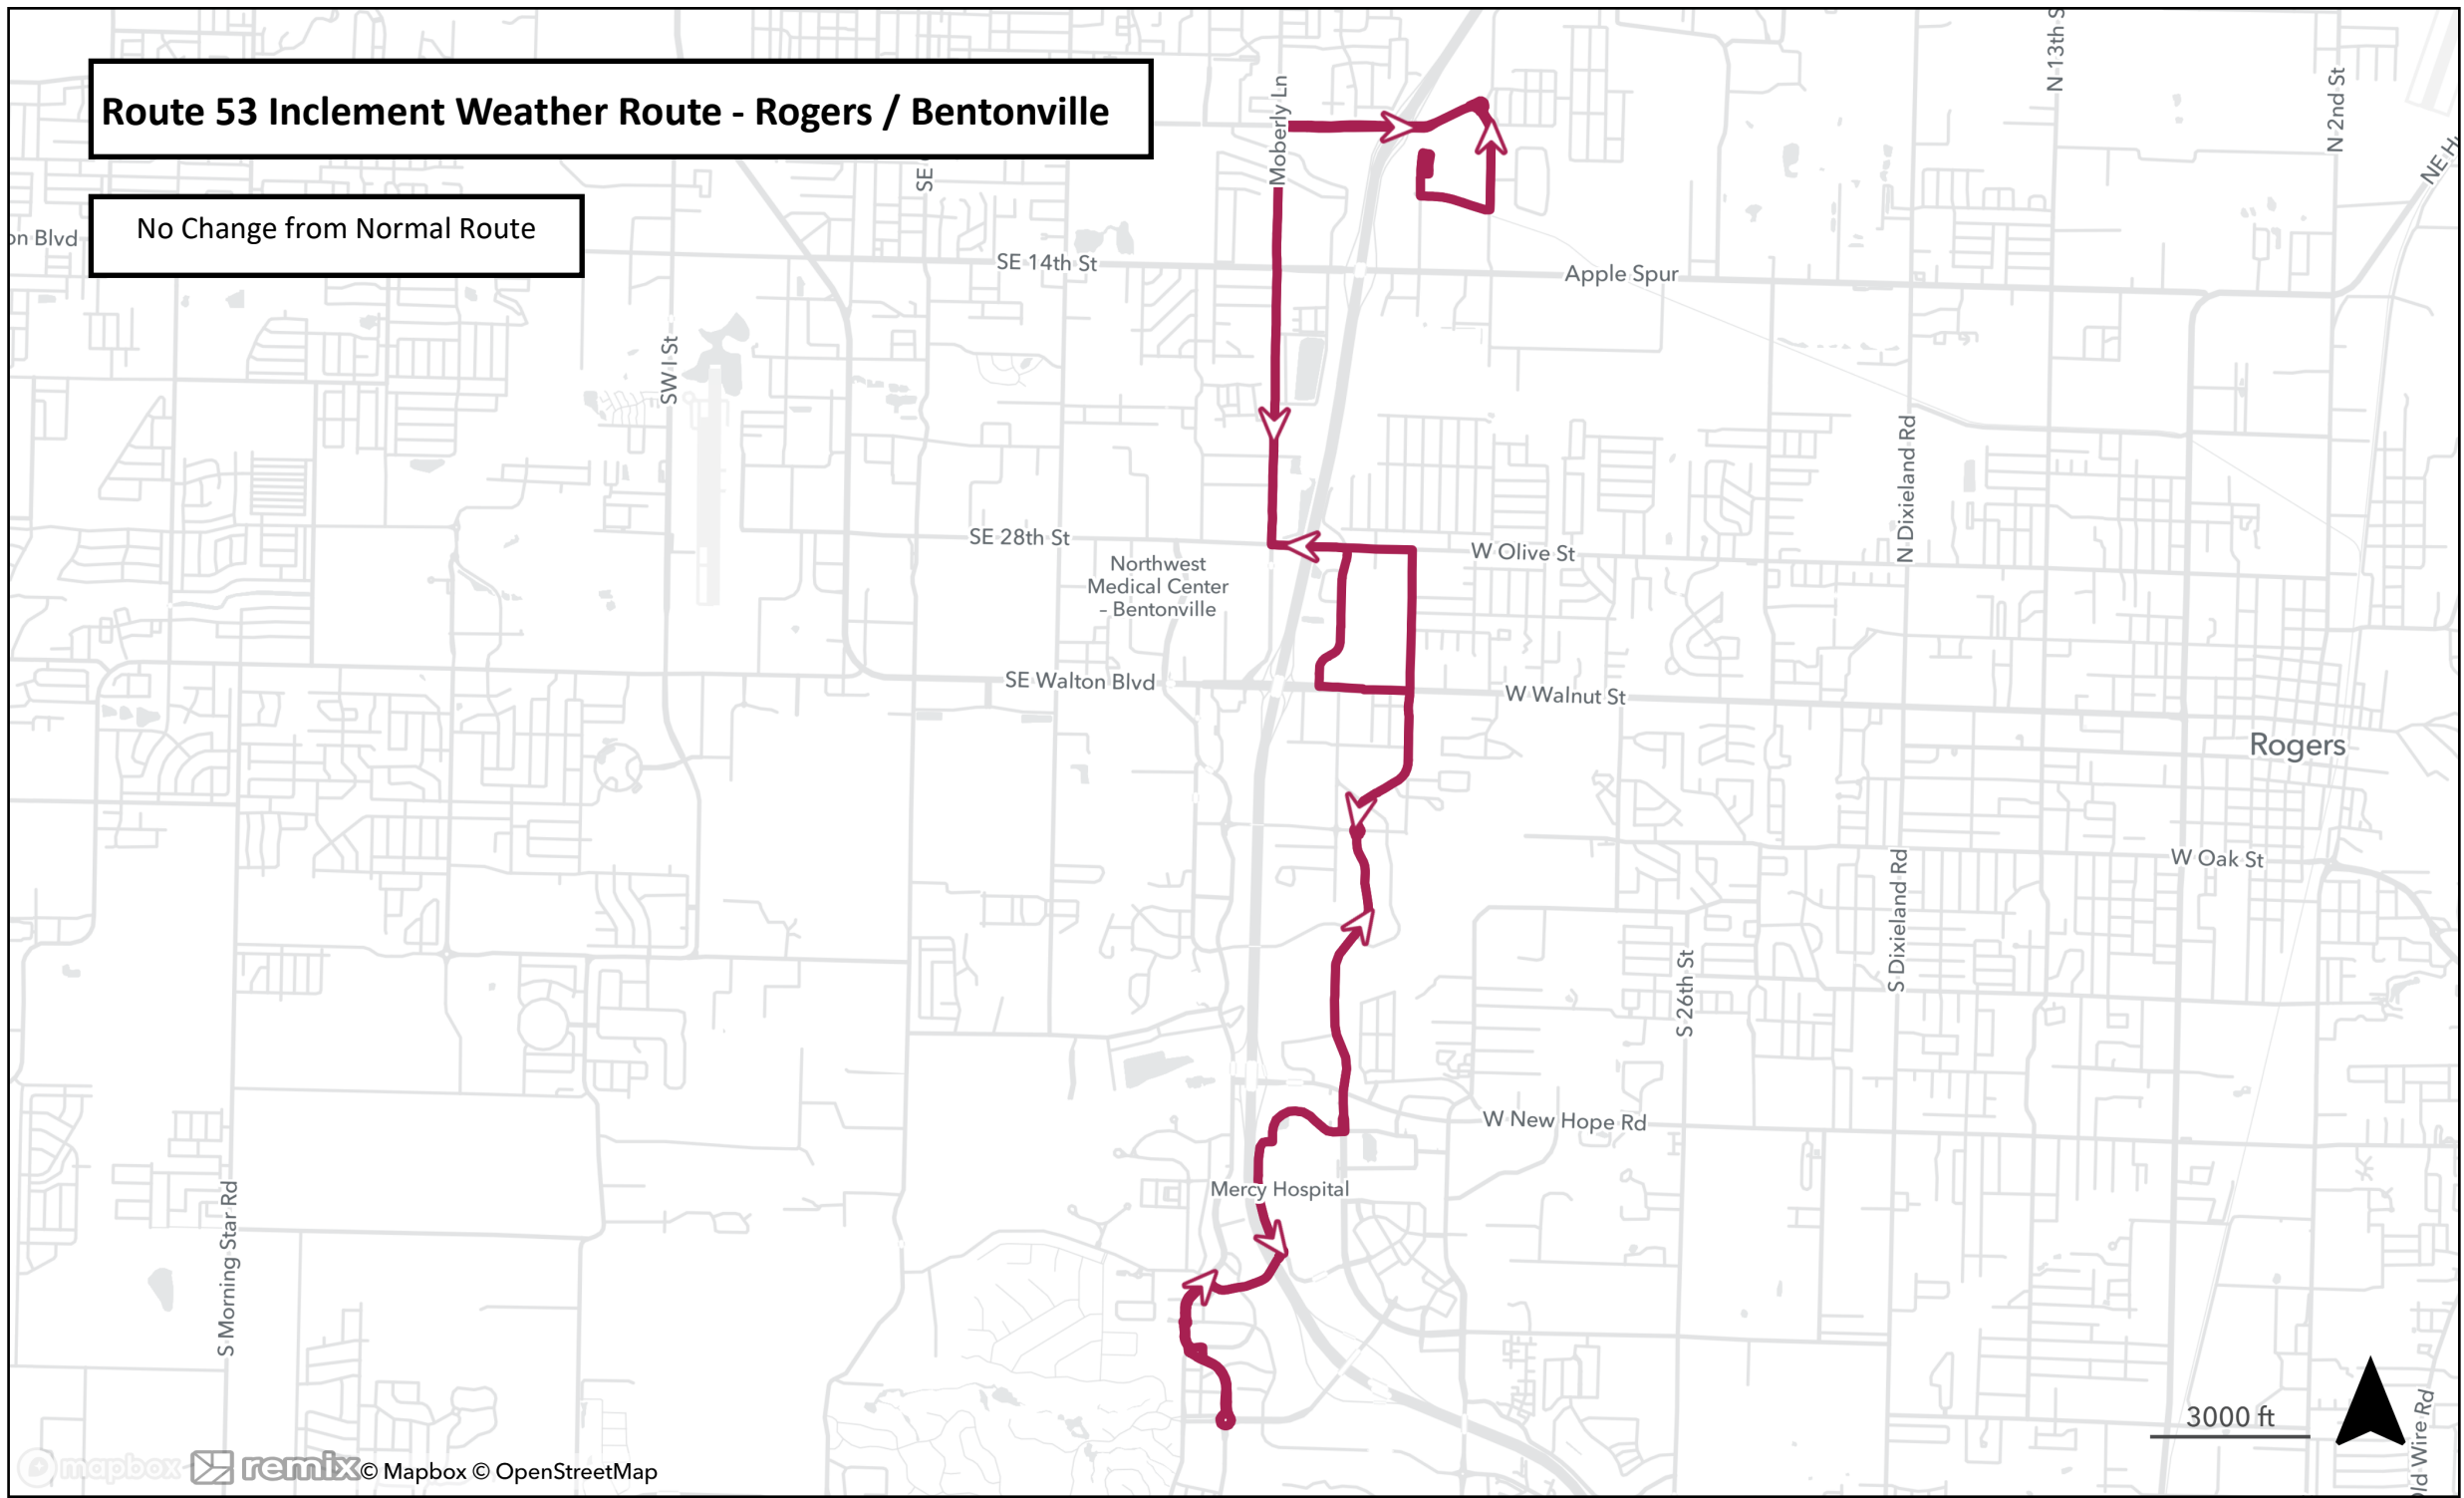 Route 53 Inclement Weather Route - Rogers / Bentonville
No Change from Normal Route
Moberly Ln
N 2nd St
SE 14th St
Apple Spur
SW I St
N Dixieland Rd
SE 28th St
W Olive St
Northwest
Medical Center
- Bentonville
SE Walton Blvd
W Walnut St
Rogers
W Oak St
S Dixieland Rd
S 26th St
W New Hope Rd
Mercy Hospital
S Morning Star Rd
3000 ft
mapbox
remix
© Mapbox © OpenStreetMap